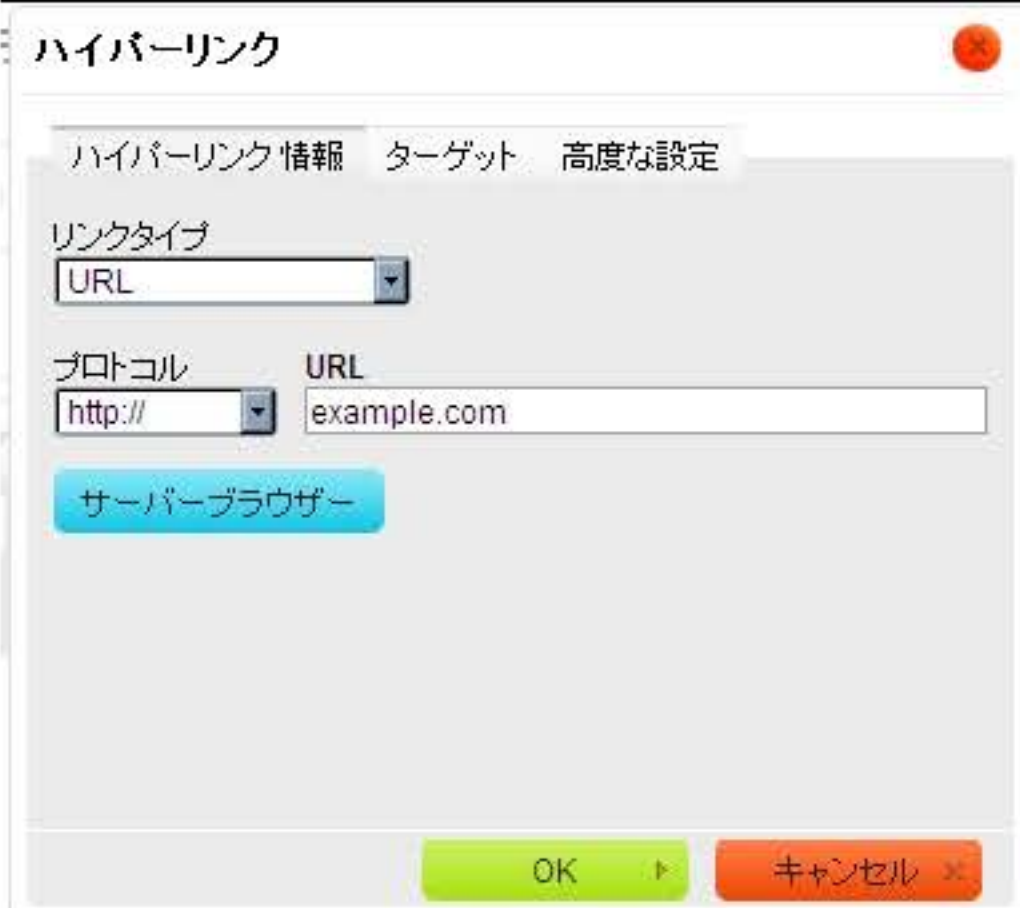 ハイパーリンク
ハイパーリンク情報 ターゲット 高度な設定
リンクタイプ
URL
プロトコル URL
http:// example.com
サーバーブラウザー
OK キャンセル